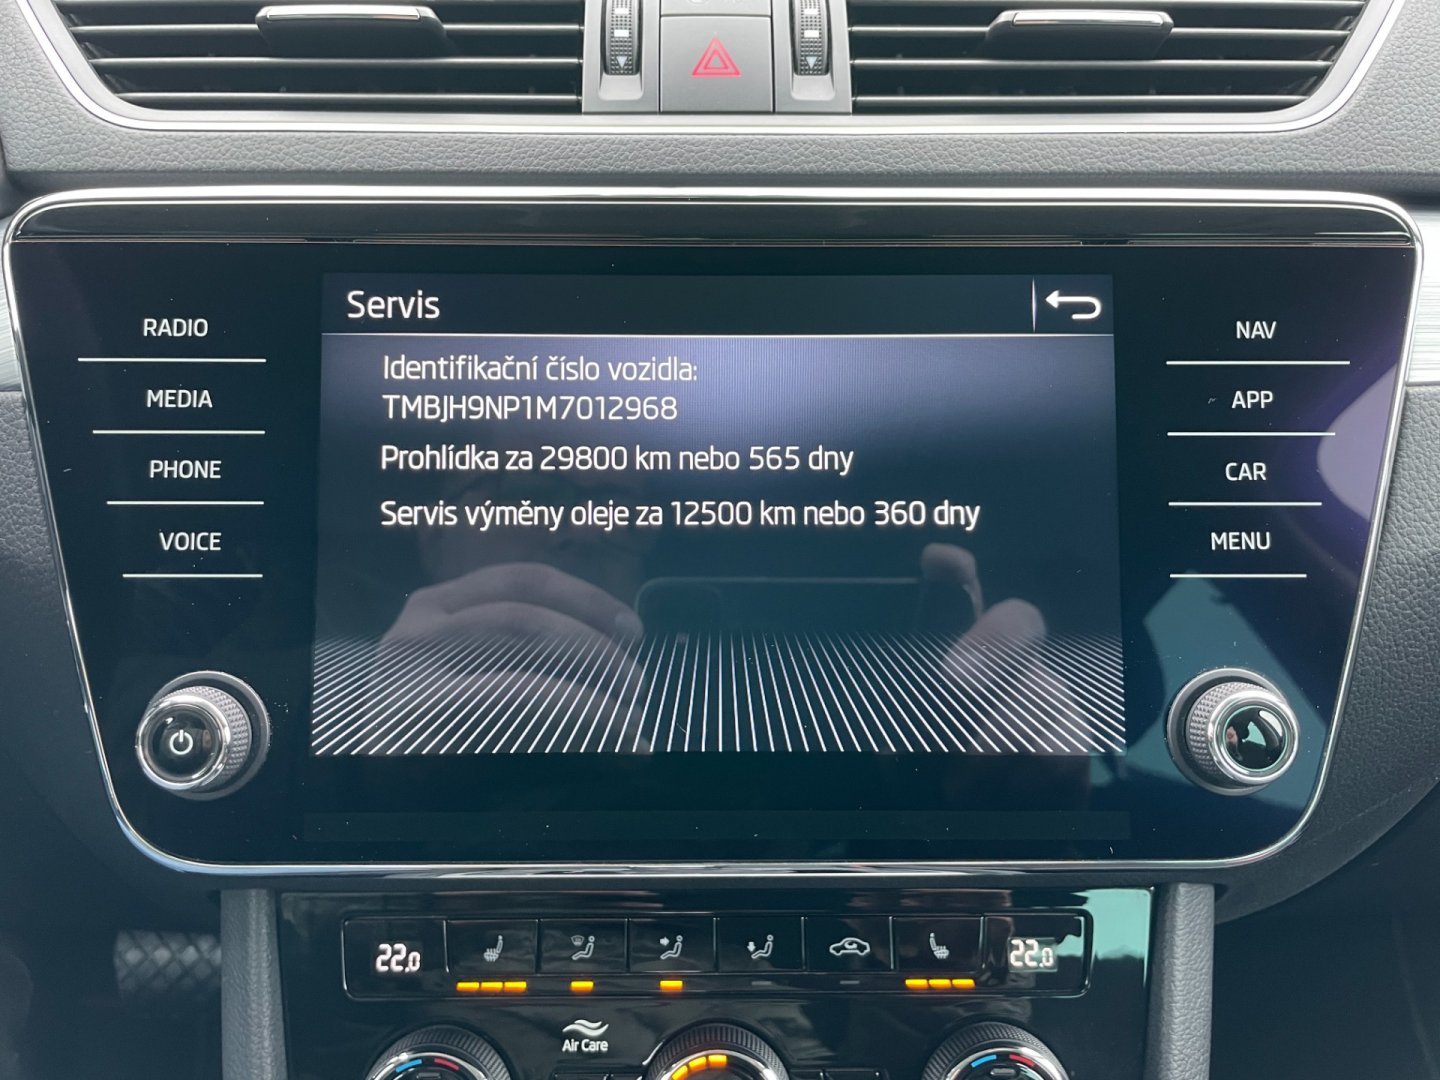 Servis
RADIO
MEDIA
PHONE
VOICE
Identifikační číslo vozidla:
TMBJH9NP1M7012968
Prohlídka za 29800 km nebo 565 dny
Servis výměny oleje za 12500 km nebo 360 dny
NAV
APP
CAR
MENU
22.0
22.0
Air Care